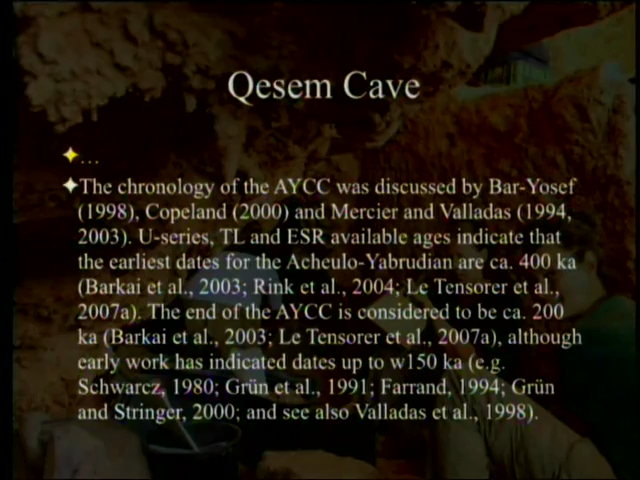 Qesem Cave
…
The chronology of the AYCC was discussed by Bar-Yosef
(1998), Copeland (2000) and Mercier and Valladas (1994,
2003). U-series, TL and ESR available ages indicate that
the earliest dates for the Acheulo-Yabrudian are ca. 400 ka
(Barkai et al., 2003; Rink et al., 2004; Le Tensorer et al.,
2007a). The end of the AYCC is considered to be ca. 200
ka (Barkai et al., 2003; Le Tensorer et al., 2007a), although
early work has indicated dates up to w150 ka (e.g.
Schwarcz, 1980; Grün et al., 1991; Farrand, 1994; Grün
and Stringer, 2000; and see also Valladas et al., 1998).